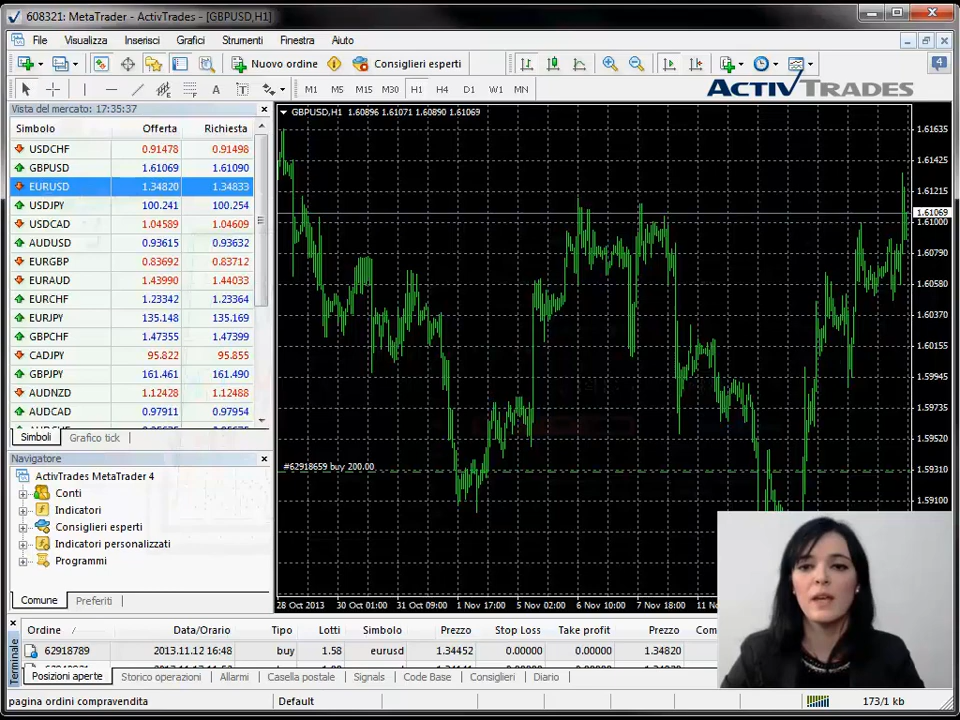 608321: MetaTrader - ActivTrades - [GBPUSD,H1]
File Visualizza Inserisci Grafici Strumenti Finestra Aiuto
Nuovo ordine Consiglieri esperti 4
A T M1 M5 M15 M30 H1 H4 D1 W1 MN
ACTIVTRADES
Vista del mercato: 17:35:37
Simbolo Offerta Richiesta
USDCHF 0.91478 0.91498
GBPUSD 1.61069 1.61090
EURUSD 1.34820 1.34833
USDJPY 100.241 100.254
USDCAD 1.04589 1.04609
AUDUSD 0.93615 0.93632
EURGBP 0.83692 0.83712
EURAUD 1.43990 1.44033
EURCHF 1.23342 1.23364
EURJPY 135.148 135.169
GBPCHF 1.47355 1.47399
CADJPY 95.822 95.855
GBPJPY 161.461 161.490
AUDNZD 1.12428 1.12488
AUDCAD 0.97911 0.97954
Simboli Grafico tick
Navigatore
ActivTrades MetaTrader 4
Conti
Indicatori
Consiglieri esperti
Indicatori personalizzati
Programmi
Comune Preferiti
GBPUSD,H1 1.60896 1.61071 1.60890 1.61069
1.61635
1.61425
1.61215
1.61069
1.61000
1.60790
1.60580
1.60370
1.60155
1.59945
1.59735
1.59520
1.59310
1.59100
#62918659 buy 200.00
28 Oct 2013 30 Oct 01:00 31 Oct 09:00 1 Nov 17:00 5 Nov 02:00 6 Nov 10:00 7 Nov 18:00 11 Nov
Terminale
Ordine / Data/Orario Tipo Lotti Simbolo Prezzo Stop Loss Take profit Prezzo Com
62918789 2013.11.12 16:48 buy 1.58 eurusd 1.34452 0.00000 0.00000 1.34820
Posizioni aperte Storico operazioni Allarmi Casella postale Signals Code Base Consiglieri Diario
pagina ordini compravendita Default 173/1 kb